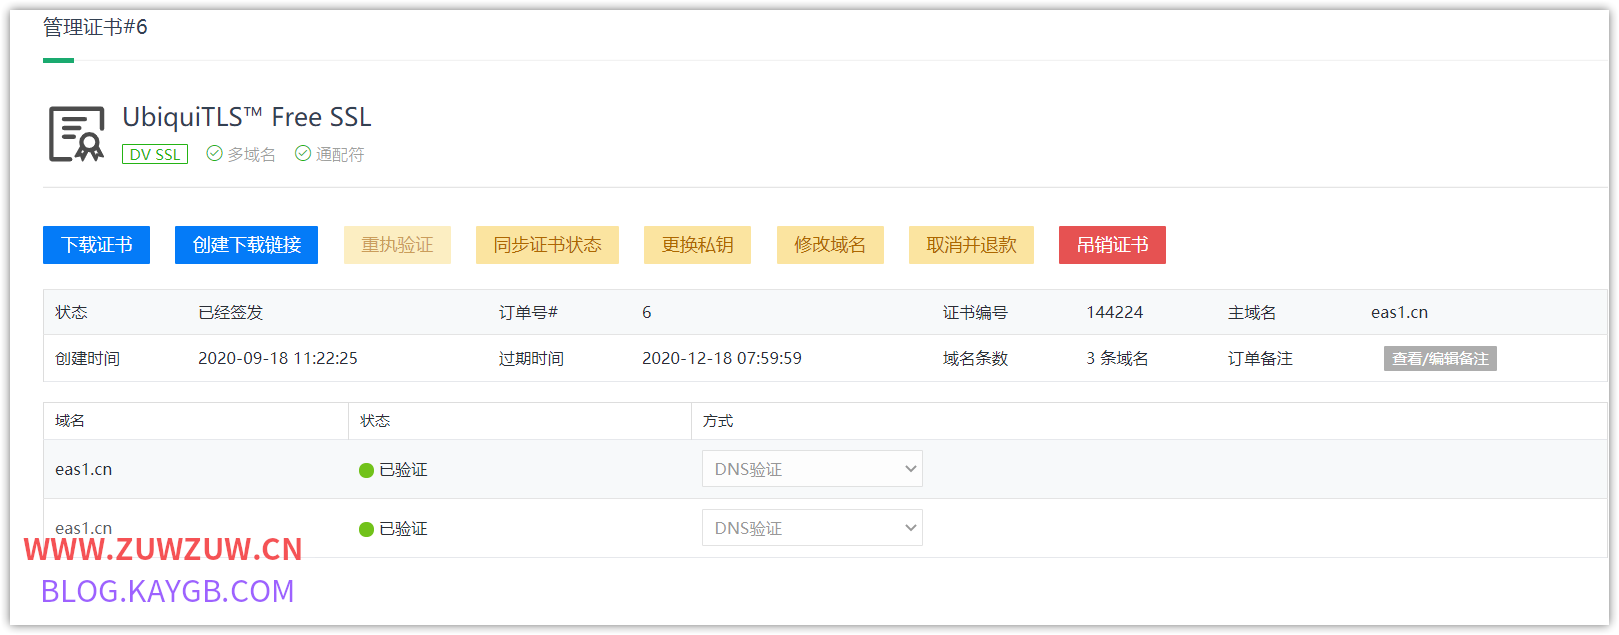 管理证书#6
UbiquiTLS™ Free SSL
DV SSL 多域名 通配符
下载证书 创建下载链接 重执验证 同步证书状态 更换私钥 修改域名 取消并退款 吊销证书
状态 已经签发 订单号# 6 证书编号 144224 主域名 eas1.cn
创建时间 2020-09-18 11:22:25 过期时间 2020-12-18 07:59:59 域名条数 3 条域名 订单备注 查看/编辑备注
域名 状态 方式
eas1.cn 已验证 DNS验证
eas1.cn 已验证 DNS验证
WWW.ZUWZUW.CN
BLOG.KAYGB.COM